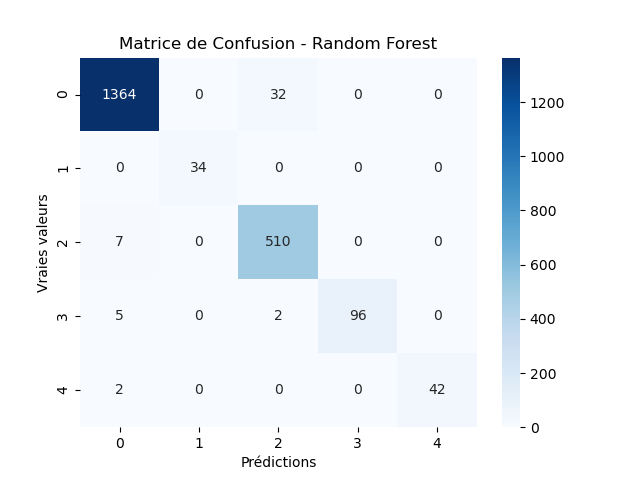 Matrice de Confusion - Random Forest
0 1364 0 32 0 0
1 0 34 0 0 0
2 7 0 510 0 0
3 5 0 2 96 0
4 2 0 0 0 42
0 1 2 3 4
Prédictions
Vraies valeurs
1200
1000
800
600
400
200
0